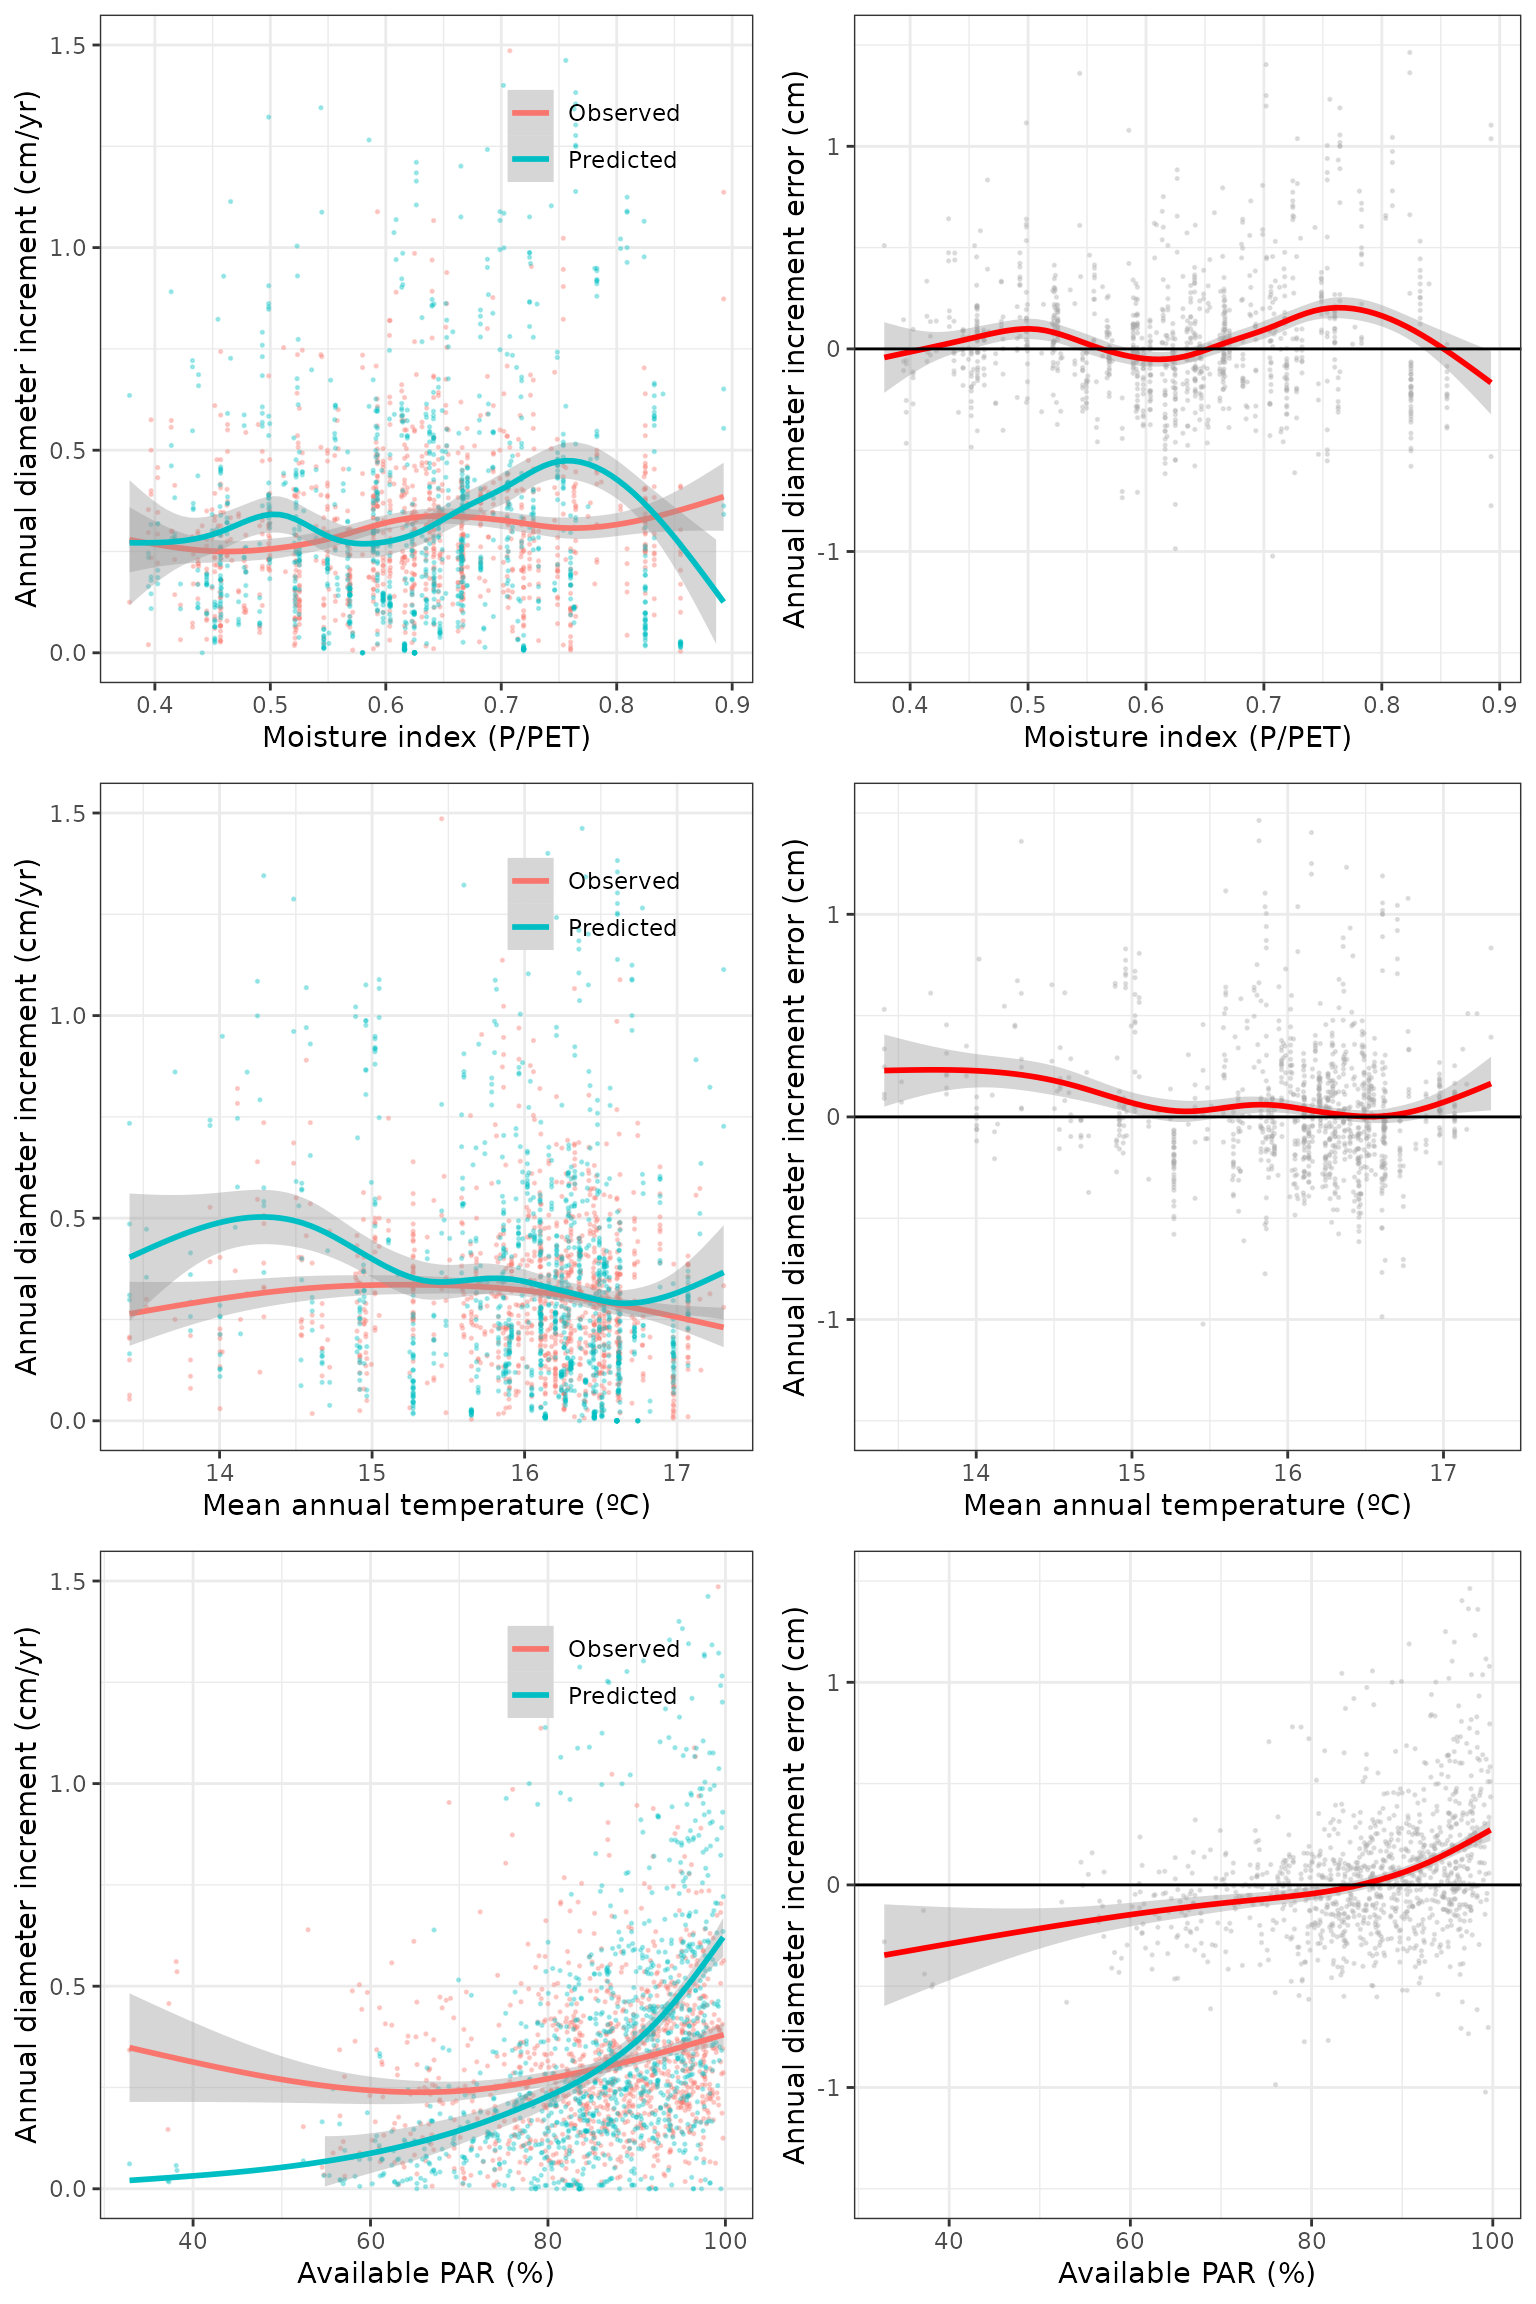 Annual diameter increment (cm/yr)
1.5
1.0
0.5
0.0
Observed
Predicted
0.4 0.5 0.6 0.7 0.8 0.9
Moisture index (P/PET)
Annual diameter increment error (cm)
1
0
-1
0.4 0.5 0.6 0.7 0.8 0.9
Moisture index (P/PET)
Annual diameter increment (cm/yr)
1.5
1.0
0.5
0.0
Observed
Predicted
14 15 16 17
Mean annual temperature (ºC)
Annual diameter increment error (cm)
1
0
-1
14 15 16 17
Mean annual temperature (ºC)
Annual diameter increment (cm/yr)
1.5
1.0
0.5
0.0
Observed
Predicted
40 60 80 100
Available PAR (%)
Annual diameter increment error (cm)
1
0
-1
40 60 80 100
Available PAR (%)